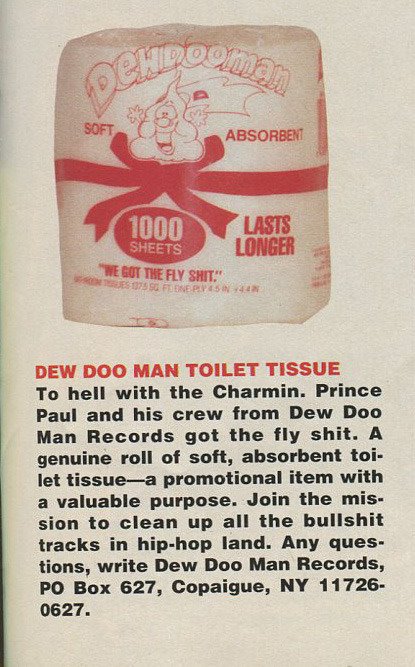 DewDooman
SOFT
ABSORBENT
1000
SHEETS
LASTS
LONGER
"WE GOT THE FLY SHIT."
DEW DOO MAN TOILET TISSUE
To hell with the Charmin. Prince
Paul and his crew from Dew Doo
Man Records got the fly shit. A
genuine roll of soft, absorbent toi-
let tissue—a promotional item with
a valuable purpose. Join the mis-
sion to clean up all the bullshit
tracks in hip-hop land. Any ques-
tions, write Dew Doo Man Records,
PO Box 627, Copaigue, NY 11726-
0627.